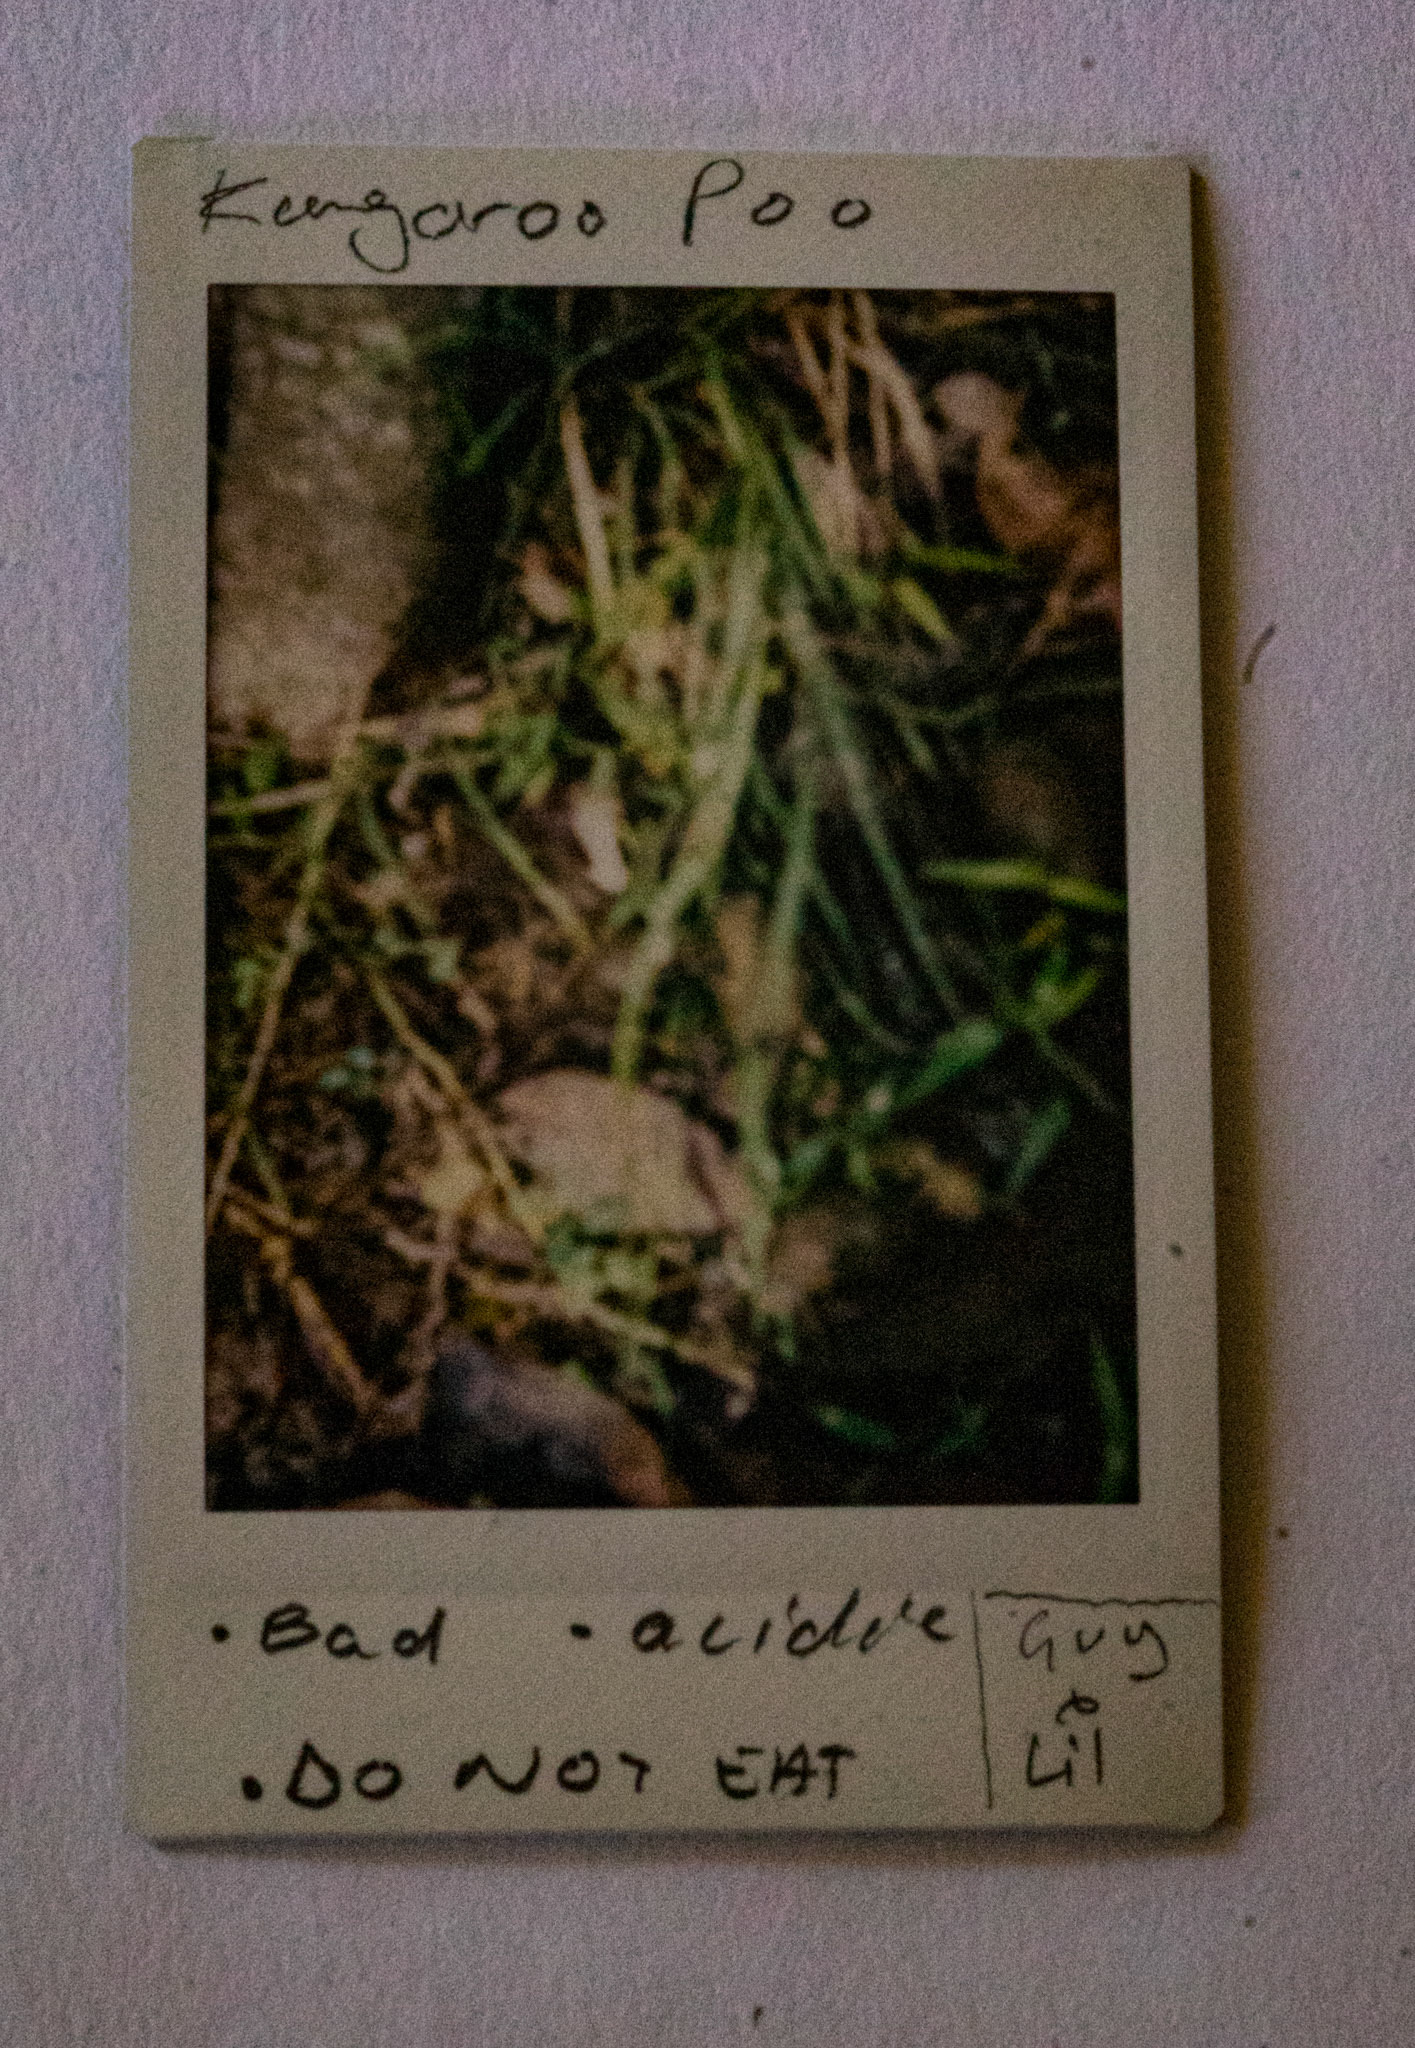 Kangaroo Poo
• Bad • acidic
• DO NOT EAT
Guy
&
Lil